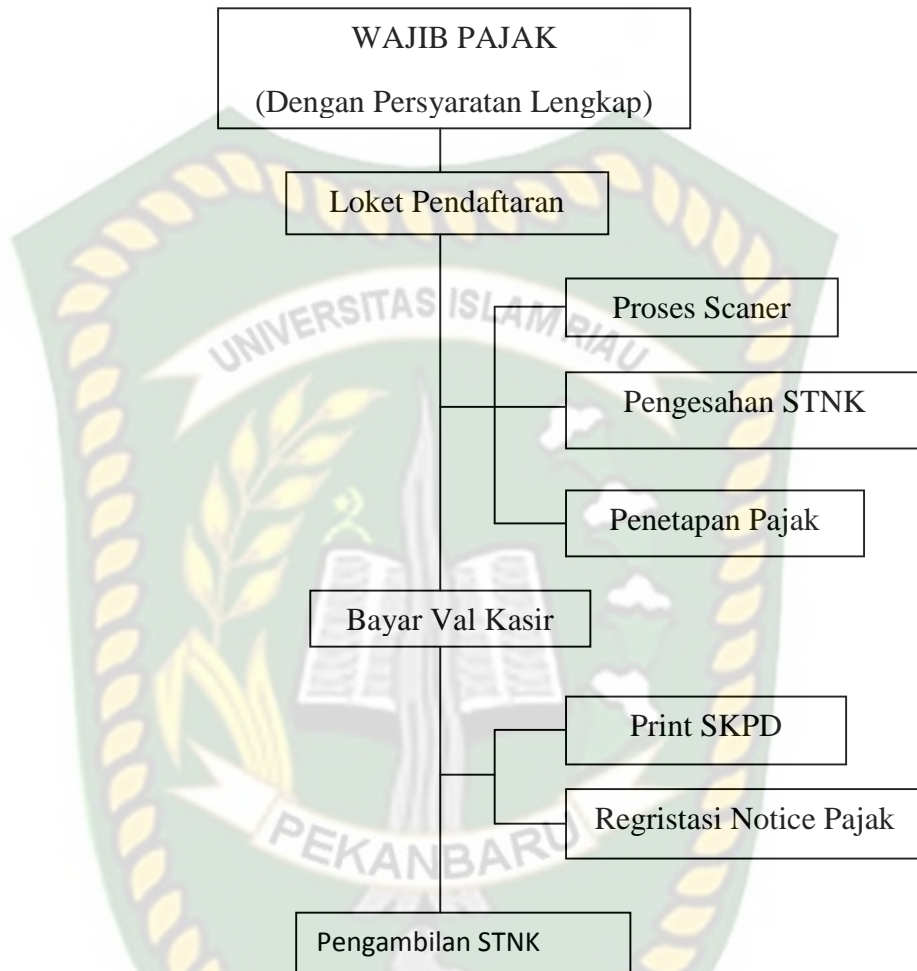 WAJIB PAJAK
(Dengan Persyaratan Lengkap)
Loket Pendaftaran
Proses Scaner
UNIVERSITAS ISLAM RIAU
Pengesahan STNK
Penetapan Pajak
Bayar Val Kasir
Print SKPD
Regristasi Notice Pajak
PEKANBARU
Pengambilan STNK